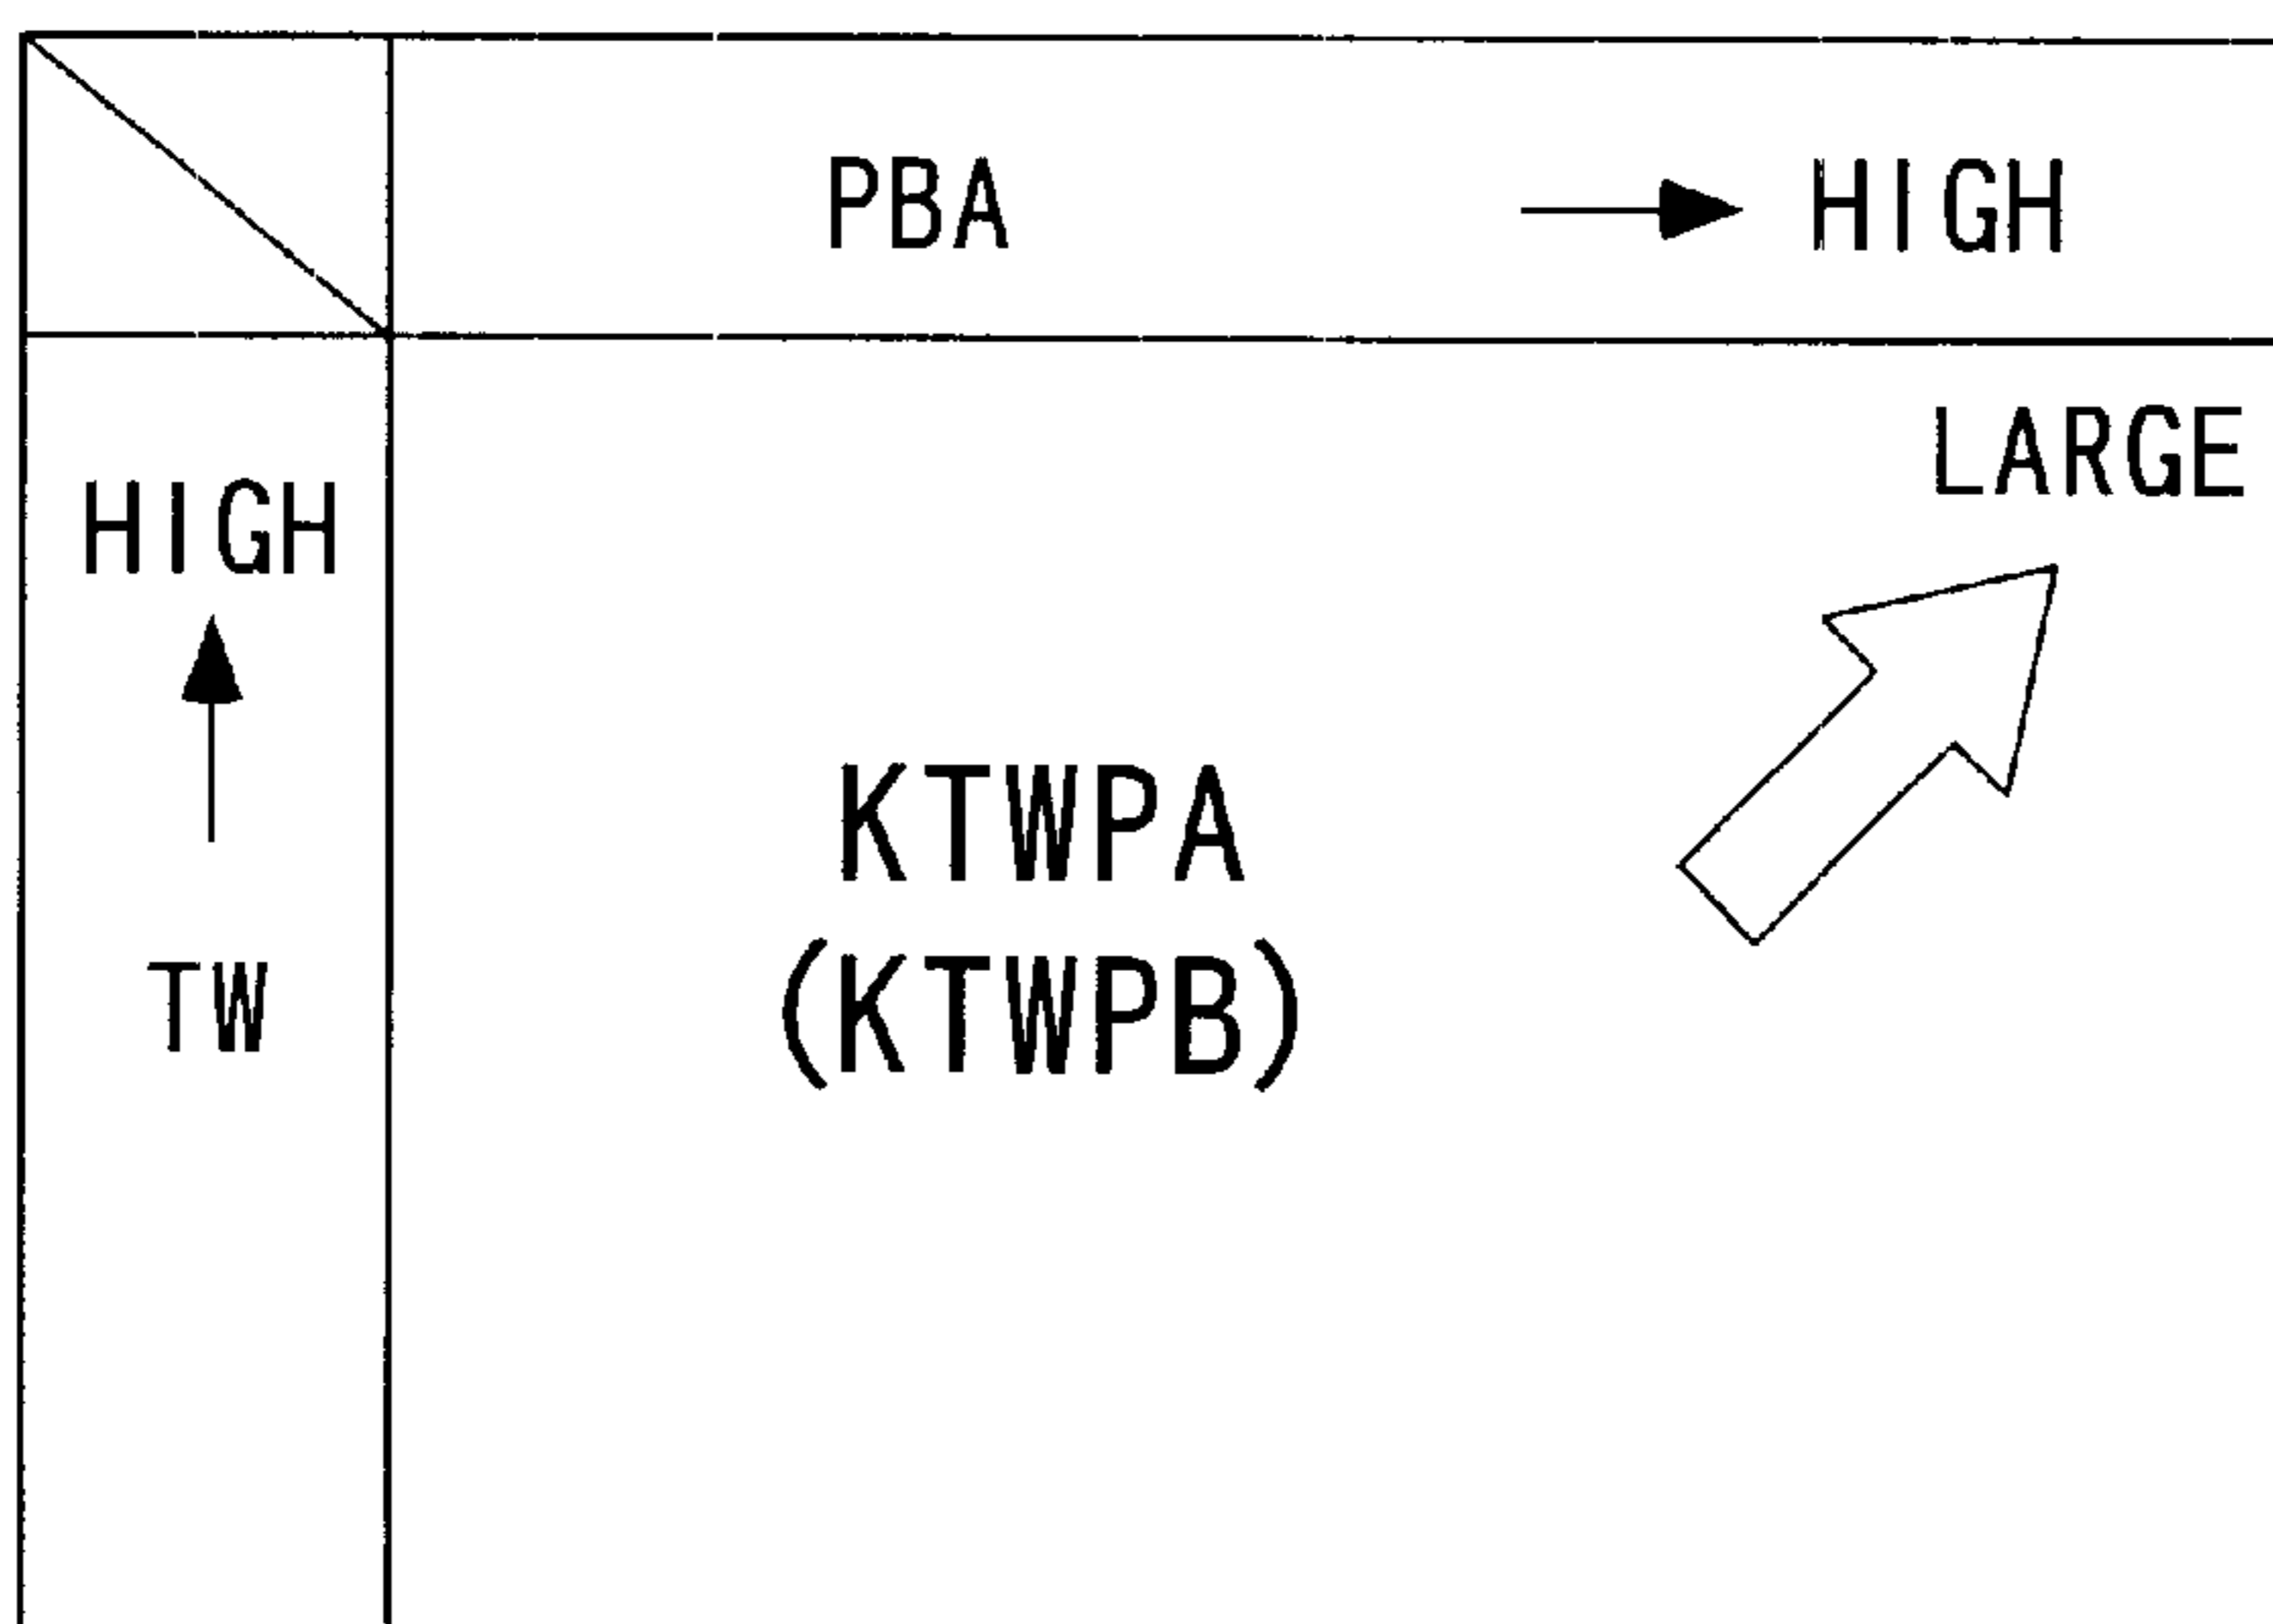 PBA → HIGH
LARGE
HIGH
TW
KTWPA
(KTWPB)